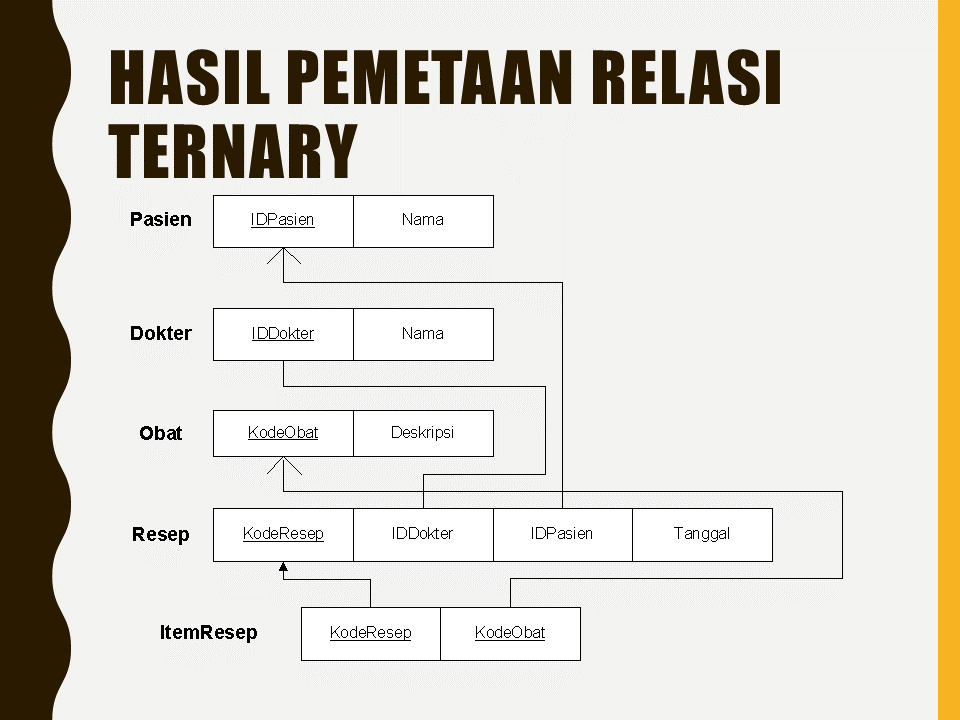 HASIL PEMETAAN RELASI
TERNARY
Pasien IDPasien Nama
Dokter IDDokter Nama
Obat KodeObat Deskripsi
Resep KodeResep IDDokter IDPasien Tanggal
ItemResep KodeResep KodeObat